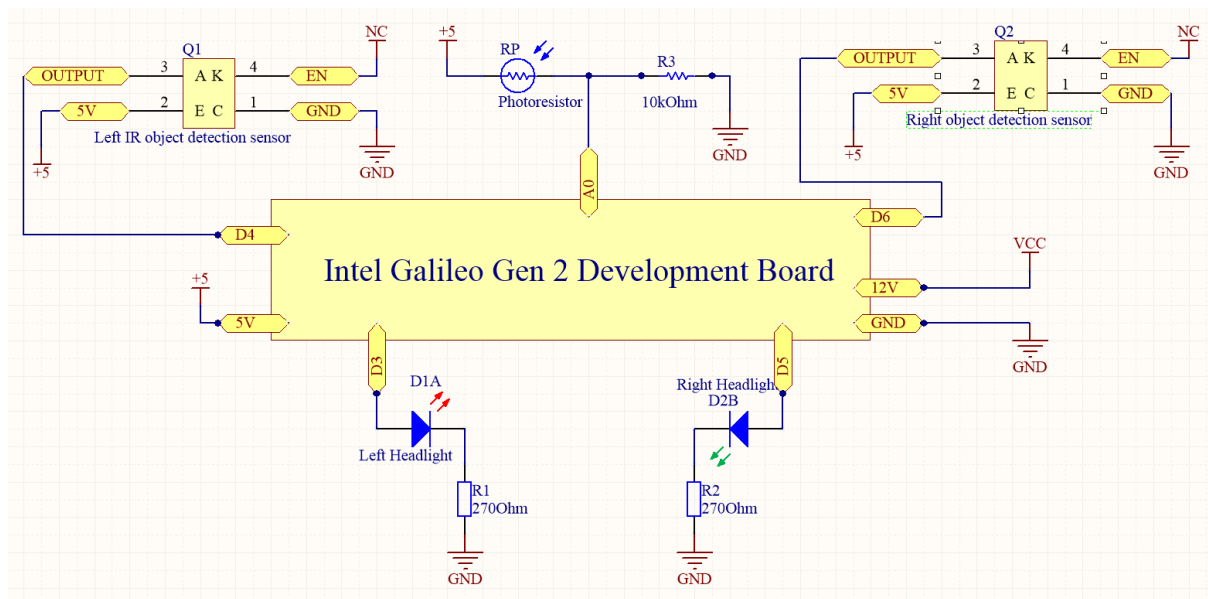 NC
Q1
OUTPUT
3
A K
4
EN
5V
2
E C
1
GND
Left IR object detection sensor
+5
GND
+5
RP
R3
Photoresistor
10kOhm
GND
A0
NC
Q2
OUTPUT
3
A K
4
EN
5V
2
E C
1
GND
Right object detection sensor
+5
GND
D4
D6
Intel Galileo Gen 2 Development Board
VCC
+5
12V
5V
GND
GND
D3
D5
D1A
Left Headlight
Right Headligh
D2B
R1
270Ohm
R2
270Ohm
GND
GND